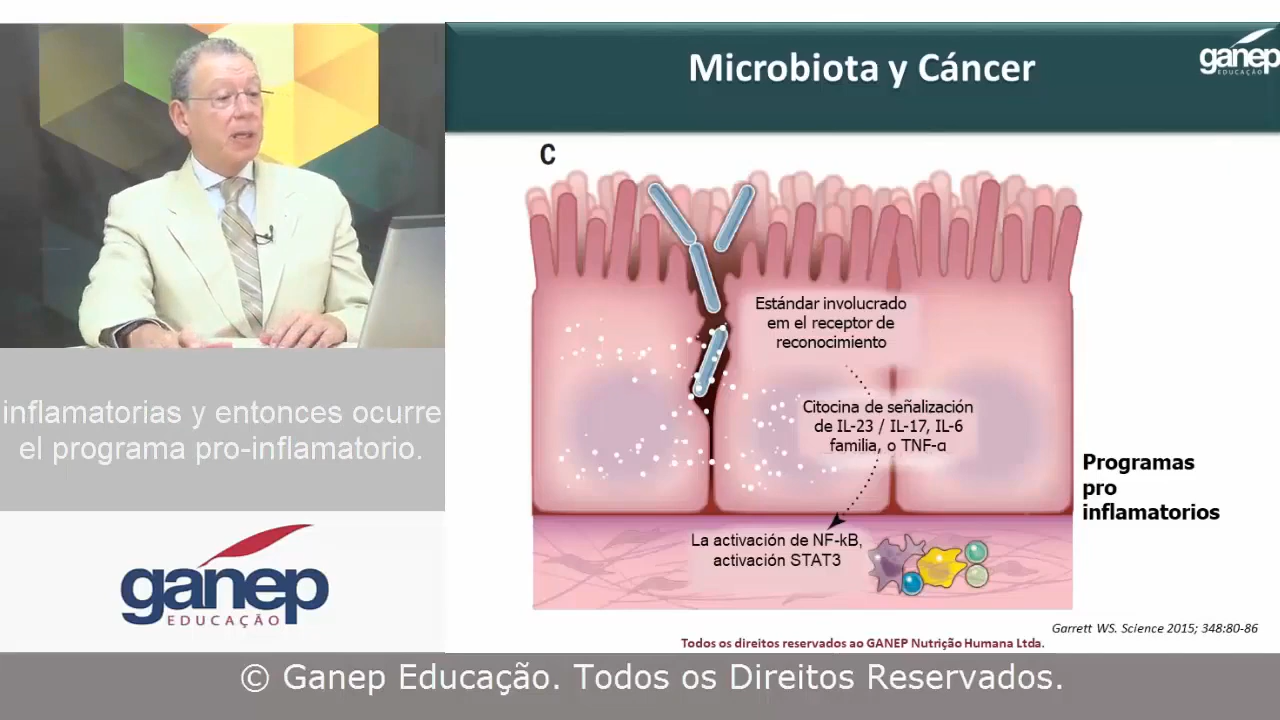 Microbiota y Cáncer
ganep
EDUCAÇÃO
C
Estándar involucrado
em el receptor de
reconocimiento
Citocina de señalización
de IL-23 / IL-17, IL-6
familia, o TNF-α
La activación de NF-kB,
activación STAT3
Programas
pro
inflamatorios
Garrett WS. Science 2015; 348:80-86
Todos os direitos reservados ao GANEP Nutrição Humana Ltda.
inflamatorias y entonces ocurre
el programa pro-inflamatorio.
ganep
EDUCAÇÃO
© Ganep Educação. Todos os Direitos Reservados.